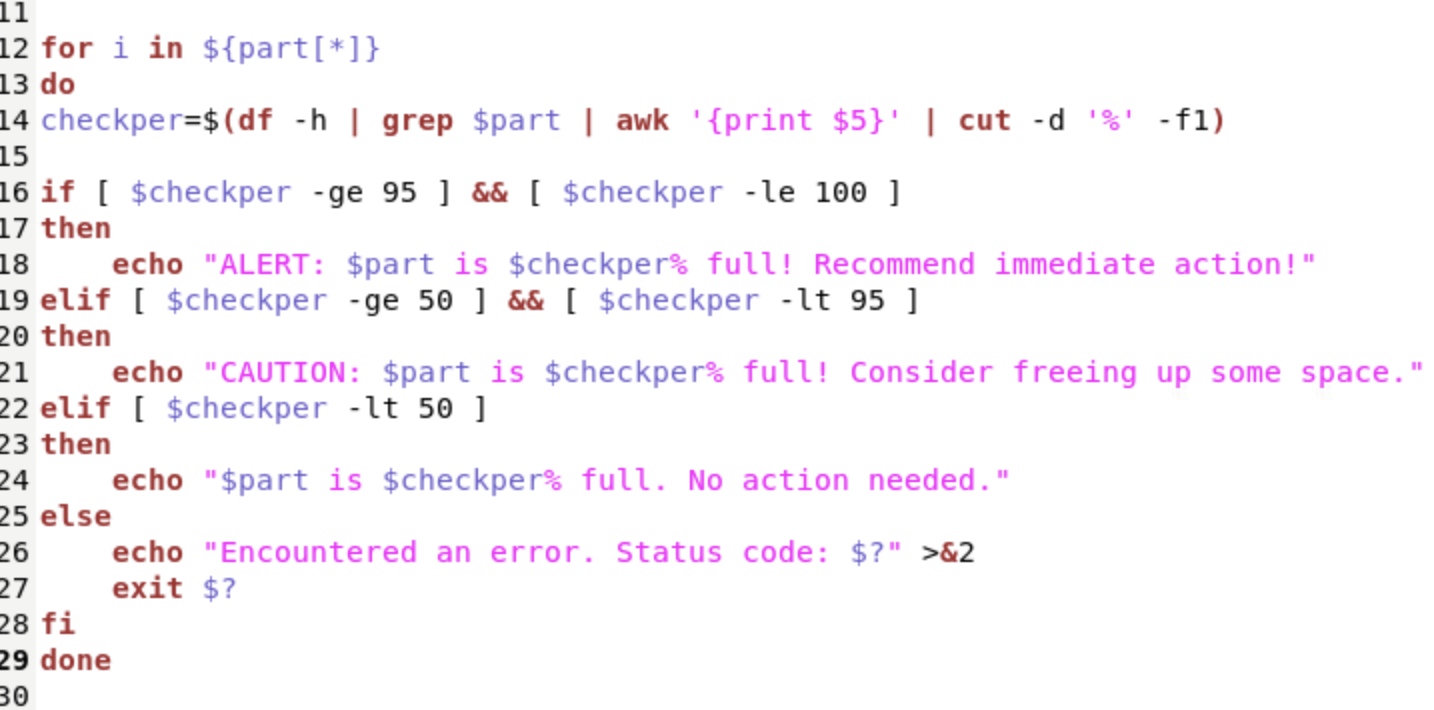 11
12 for i in ${part[*]}
13 do
14 checkper=$(df -h | grep $part | awk '{print $5}' | cut -d '%' -f1)
15
16 if [ $checkper -ge 95 ] && [ $checkper -le 100 ]
17 then
18     echo "ALERT: $part is $checkper% full! Recommend immediate action!"
19 elif [ $checkper -ge 50 ] && [ $checkper -lt 95 ]
20 then
21     echo "CAUTION: $part is $checkper% full! Consider freeing up some space."
22 elif [ $checkper -lt 50 ]
23 then
24     echo "$part is $checkper% full. No action needed."
25 else
26     echo "Encountered an error. Status code: $?" >&2
27     exit $?
28 fi
29 done
30